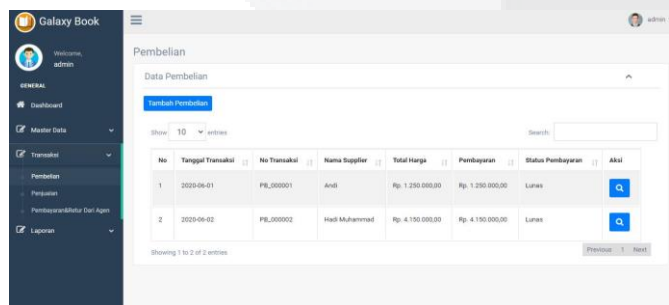 Galaxy Book
admin
Welcome,
admin
GENERAL
Dashboard
Master Data
Transaksi
Pembelian
Penjualan
Pembayaran&Retur Dari Agen
Laporan
Pembelian
Data Pembelian
Tambah Pembelian
Show 10 entries
Search:
No Tanggal Transaksi No Transaksi Nama Supplier Total Harga Pembayaran Status Pembayaran Aksi
1 2020-06-01 PB_000001 Andi Rp. 1.250.000,00 Rp. 1.250.000,00 Lunas
2 2020-06-02 PB_000002 Hadi Muhammad Rp. 4.150.000,00 Rp. 4.150.000,00 Lunas
Showing 1 to 2 of 2 entries
Previous 1 Next